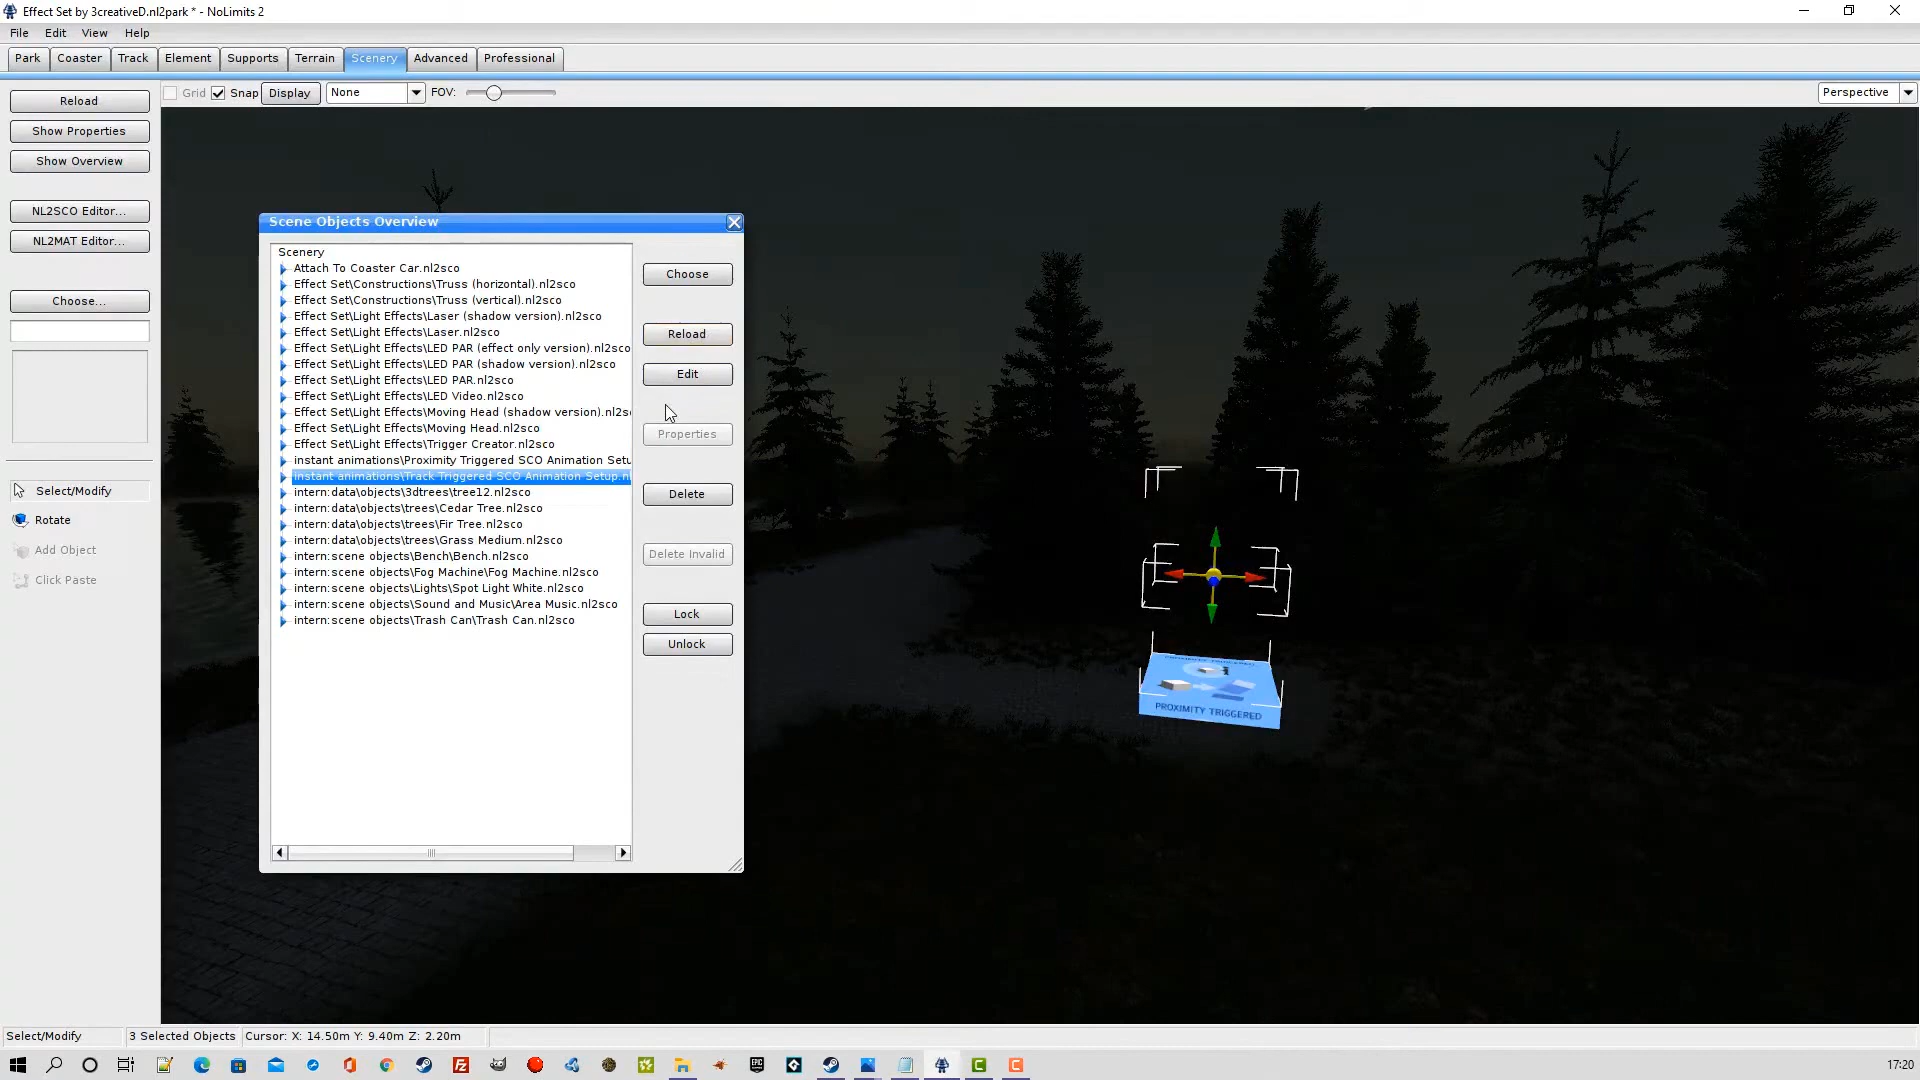 Effect Set by 3creativeD.nl2park * - NoLimits 2
File Edit View Help
Park Coaster Track Element Supports Terrain Scenery Advanced Professional
Reload
Grid Snap Display None FOV: Perspective
Show Properties
Show Overview
NL2SCO Editor...
NL2MAT Editor...
Choose...
Select/Modify
Rotate
Add Object
Click Paste
Scene Objects Overview
Scenery
Attach To Coaster Car.nl2sco
Effect Set\Constructions\Truss (horizontal).nl2sco
Effect Set\Constructions\Truss (vertical).nl2sco
Effect Set\Light Effects\Laser (shadow version).nl2sco
Effect Set\Light Effects\Laser.nl2sco
Effect Set\Light Effects\LED PAR (effect only version).nl2sco
Effect Set\Light Effects\LED PAR (shadow version).nl2sco
Effect Set\Light Effects\LED PAR.nl2sco
Effect Set\Light Effects\LED Video.nl2sco
Effect Set\Light Effects\Moving Head (shadow version).nl2sc
Effect Set\Light Effects\Moving Head.nl2sco
Effect Set\Light Effects\Trigger Creator.nl2sco
instant animations\Proximity Triggered SCO Animation Setu
instant animations\Track Triggered SCO Animation Setup.nl
intern:data\objects\3dtrees\tree12.nl2sco
intern:data\objects\trees\Cedar Tree.nl2sco
intern:data\objects\trees\Fir Tree.nl2sco
intern:data\objects\trees\Grass Medium.nl2sco
intern:scene objects\Bench\Bench.nl2sco
intern:scene objects\Fog Machine\Fog Machine.nl2sco
intern:scene objects\Lights\Spot Light White.nl2sco
intern:scene objects\Sound and Music\Area Music.nl2sco
intern:scene objects\Trash Can\Trash Can.nl2sco
Choose
Reload
Edit
Properties
Delete
Delete Invalid
Lock
Unlock
PROXIMITY TRIGGERED
PROXIMITY TRIGGERED
Select/Modify 3 Selected Objects Cursor: X: 14.50m Y: 9.40m Z: 2.20m
17:20